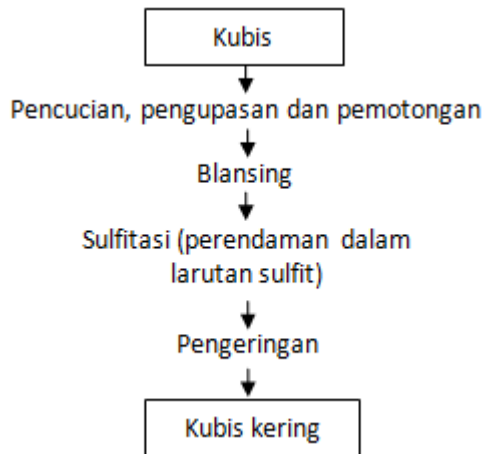 Kubis
Pencucian, pengupasan dan pemotongan
Blansing
Sulfitasi (perendaman dalam
larutan sulfit)
Pengeringan
Kubis kering